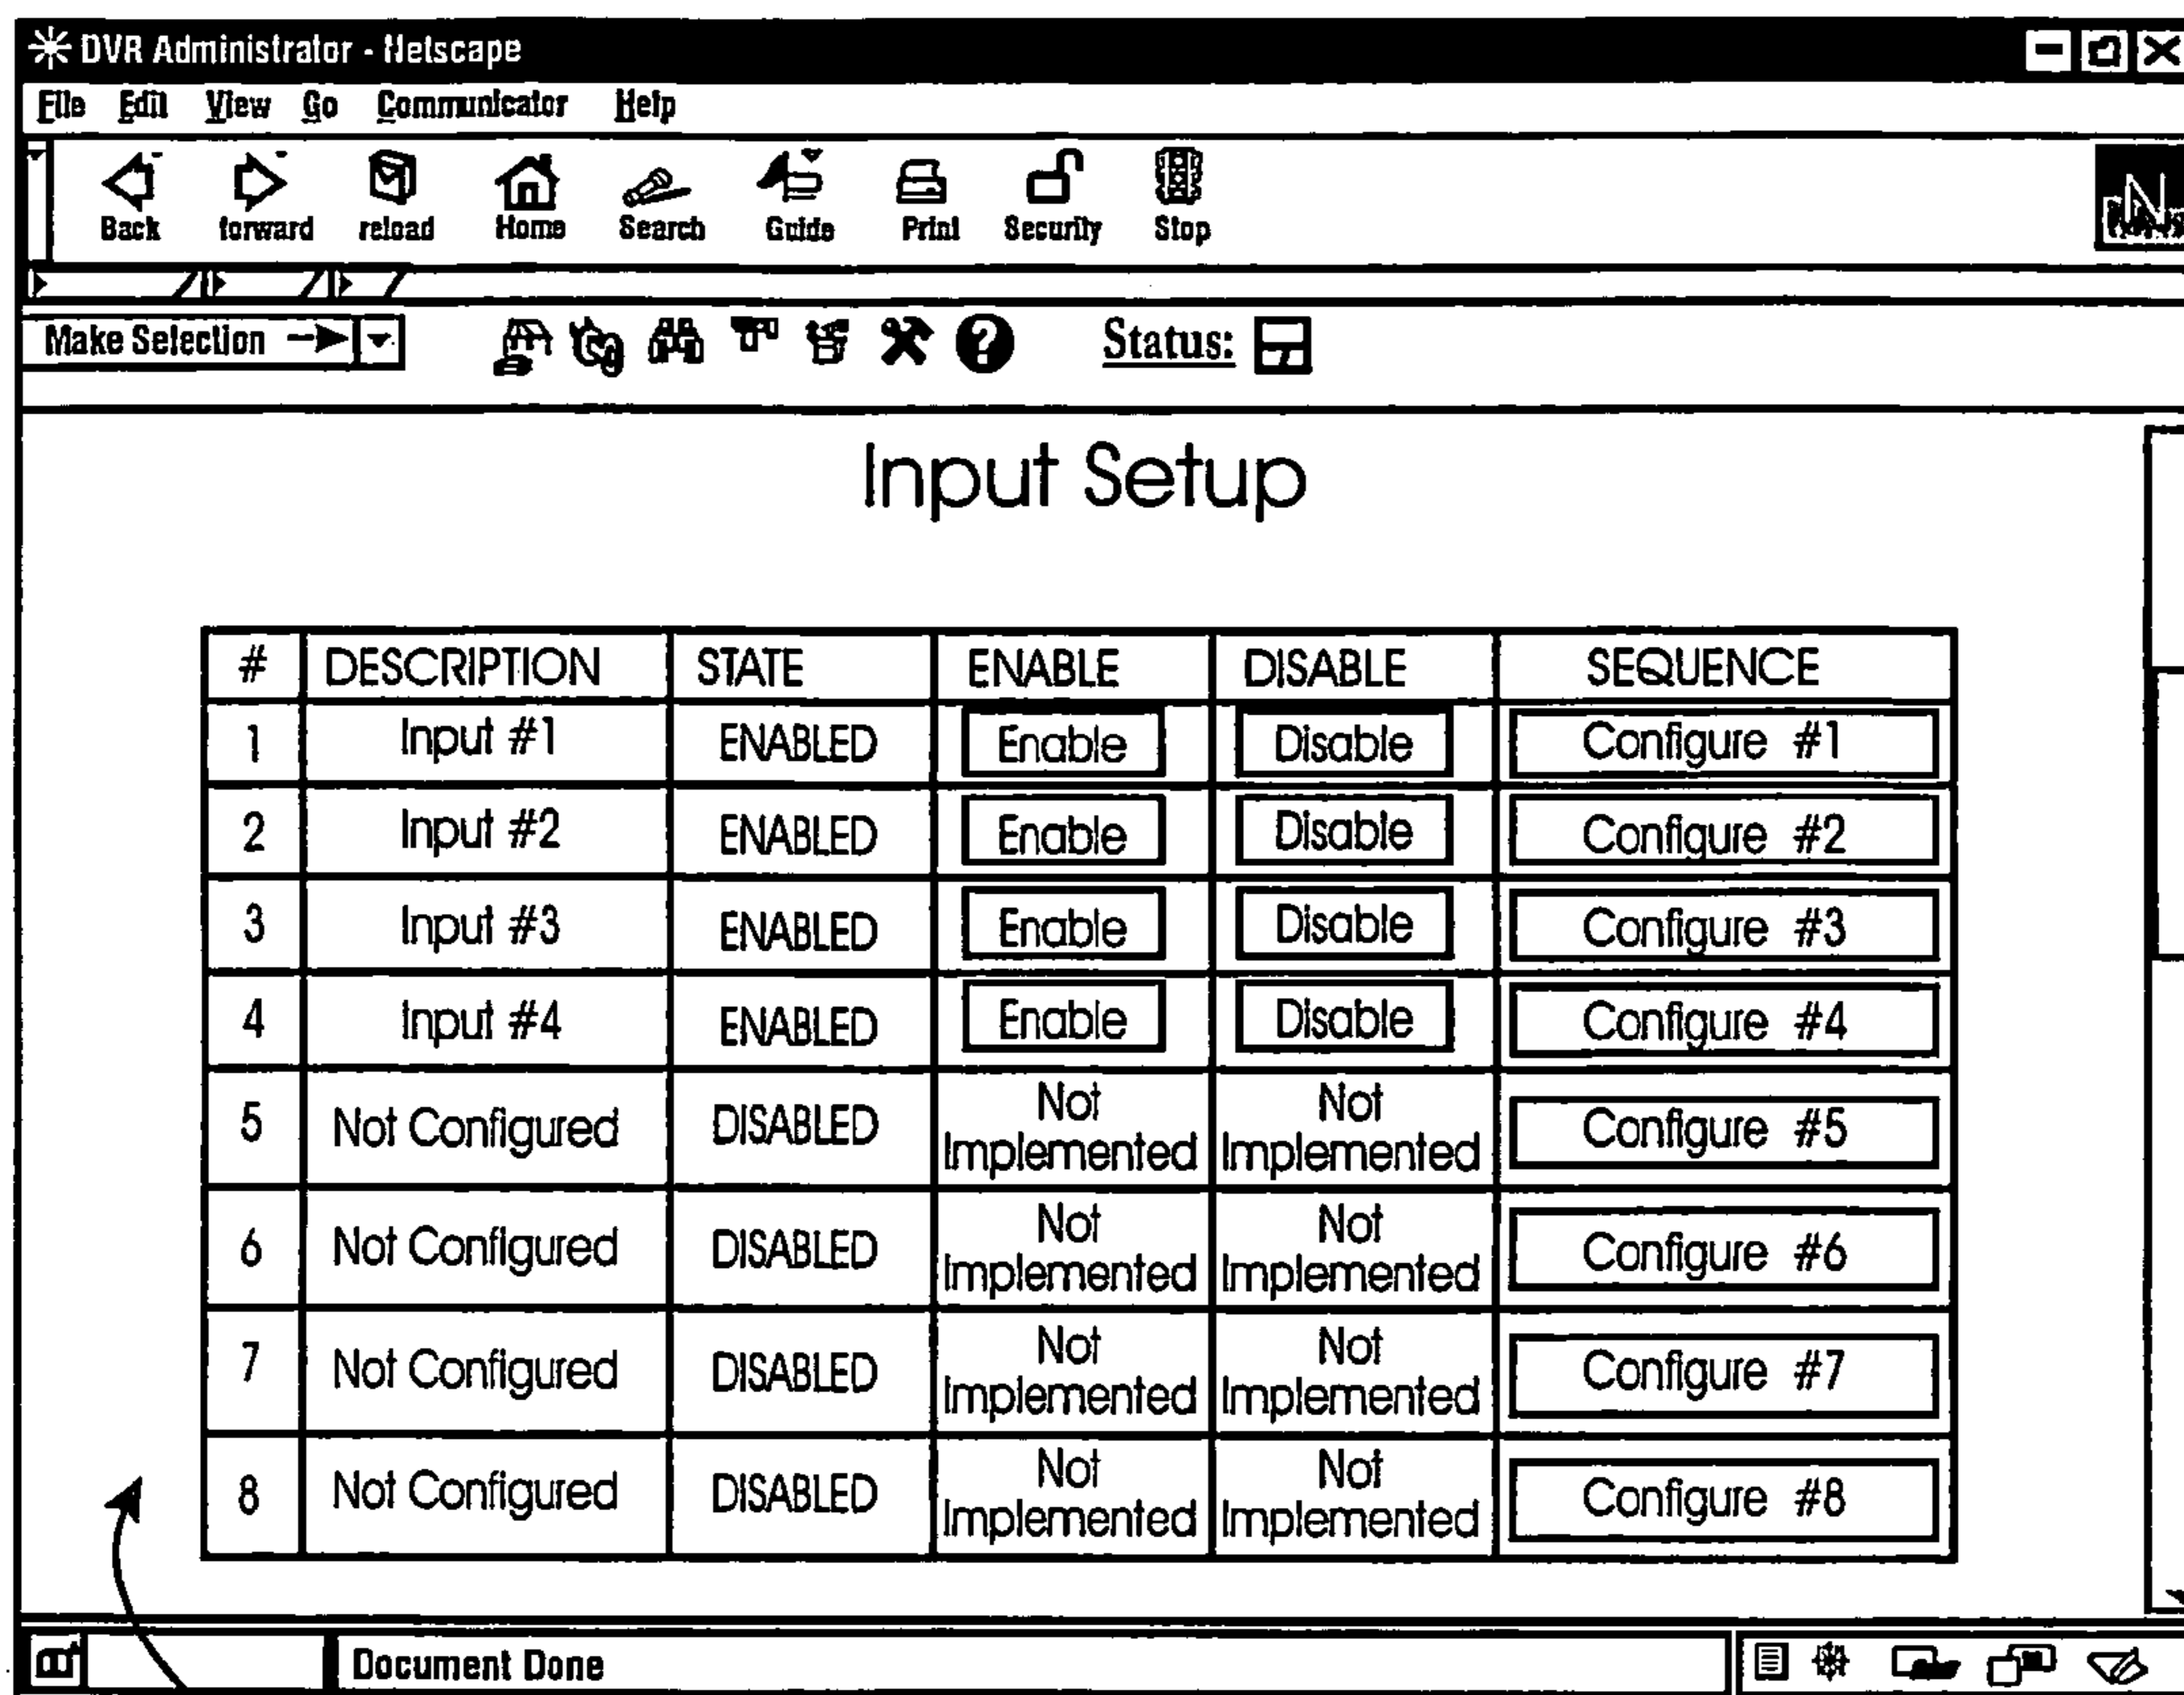 DVR Administrator - Netscape
File Edit View Go Communicator Help
Back forward reload Home Search Guide Print Security Stop
N
Make Selection ? Status:
Input Setup
# DESCRIPTION STATE ENABLE DISABLE SEQUENCE
1 Input #1 ENABLED Enable Disable Configure #1
2 Input #2 ENABLED Enable Disable Configure #2
3 Input #3 ENABLED Enable Disable Configure #3
4 Input #4 ENABLED Enable Disable Configure #4
5 Not Configured DISABLED Not Implemented Not Implemented Configure #5
6 Not Configured DISABLED Not Implemented Not Implemented Configure #6
7 Not Configured DISABLED Not Implemented Not Implemented Configure #7
8 Not Configured DISABLED Not Implemented Not Implemented Configure #8
Document Done